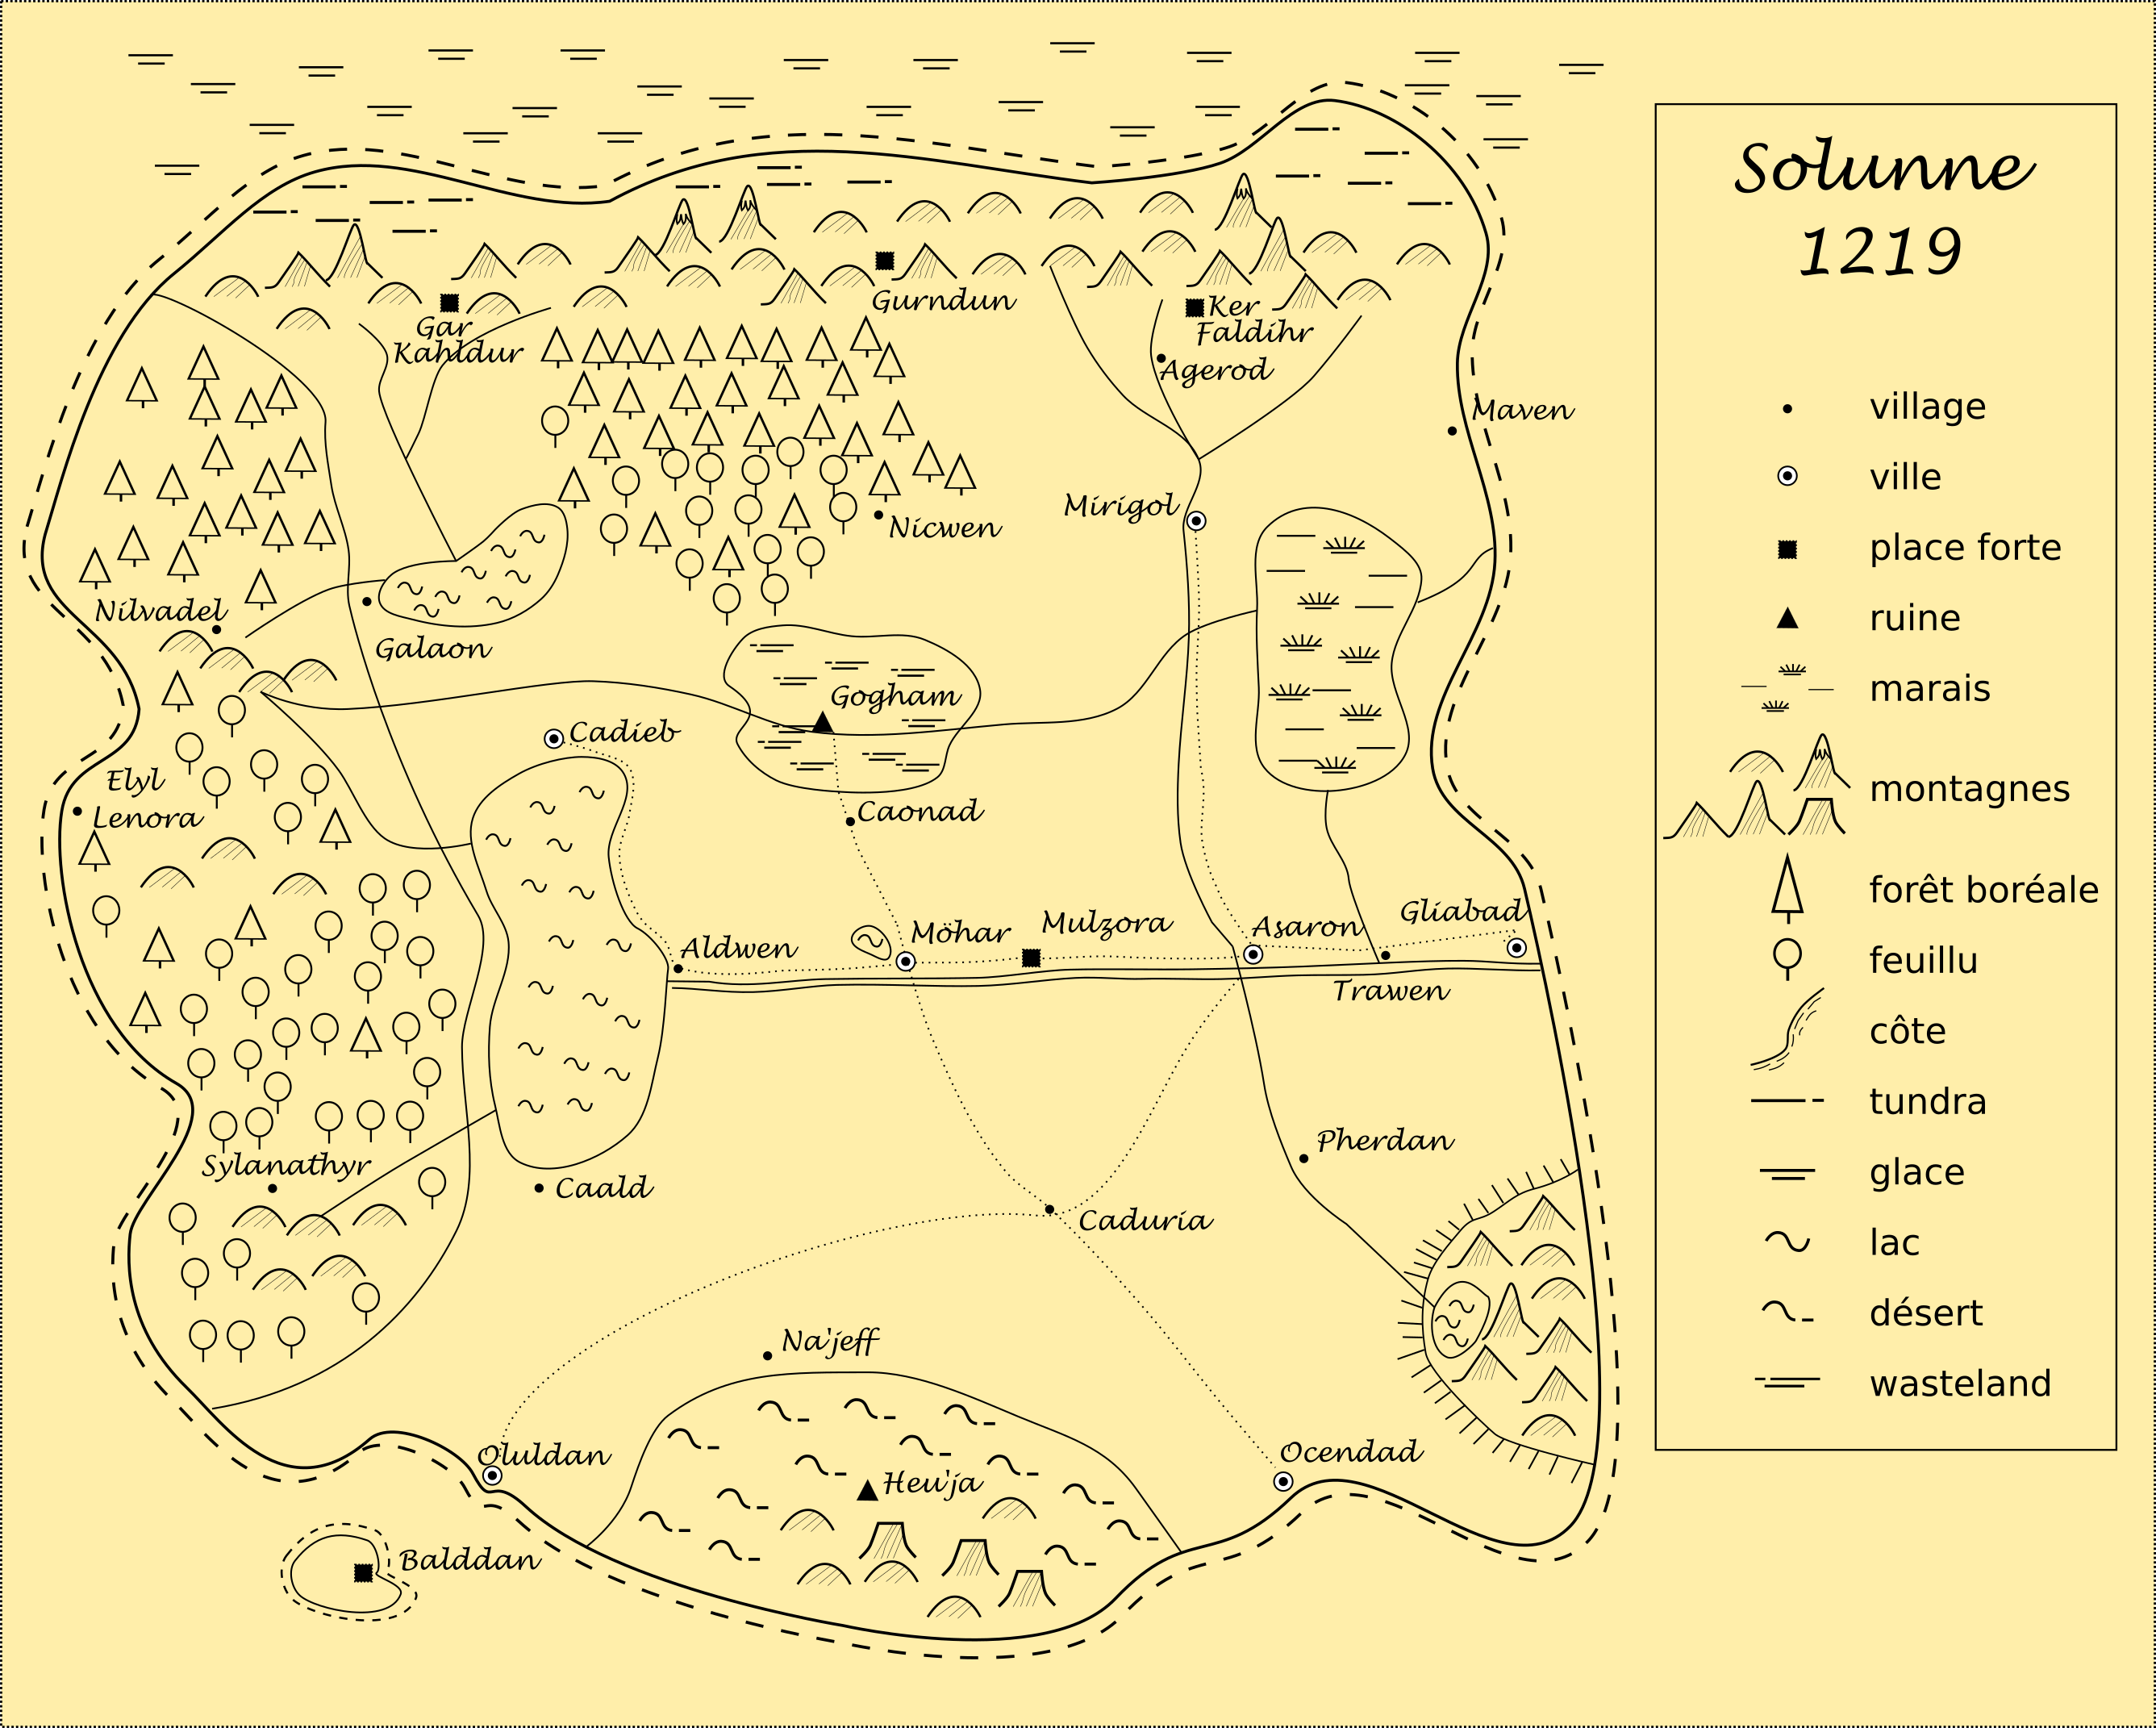 Solunne
1219
village
ville
place forte
ruine
marais
montagnes
forêt boréale
feuillu
côte
tundra
glace
lac
désert
wasteland
Gurndun
Gar
Kahldur
Ker
Faldihr
Agerod
Maven
Mirigol
Nicwen
Nilvadel
Galaon
Gogham
Cadieb
Elyl
Lenora
Caonad
Gliabad
Mulzora
Asaron
Möhar
Aldwen
Trawen
Pherdan
Sylanathyr
Caald
Caduria
Na'jeff
Oluldan
Ocendad
Heu'ja
Balddan